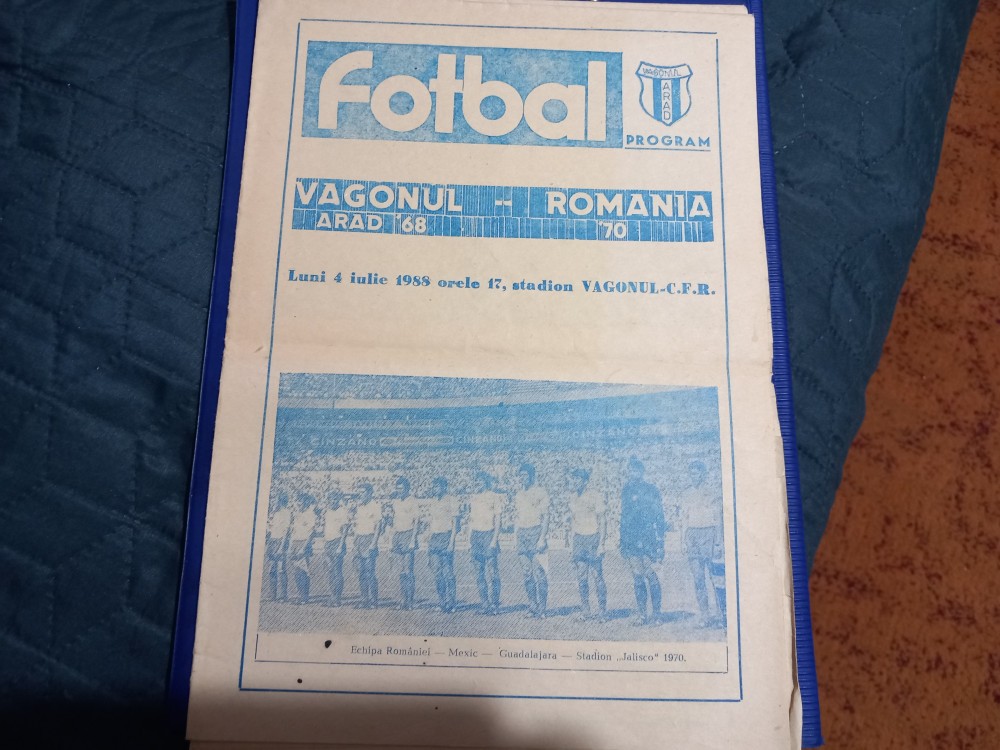 fotbal
VAGONUL
ARAD
PROGRAM
VAGONUL - ROMANIA
ARAD '68 '70
Luni 4 iulie 1988 orele 17, stadion VAGONUL-C.F.R.
CINZANO CINZANO CINZANO
Echipa României — Mexic — Guadalajara — Stadion „Jalisco" 1970.